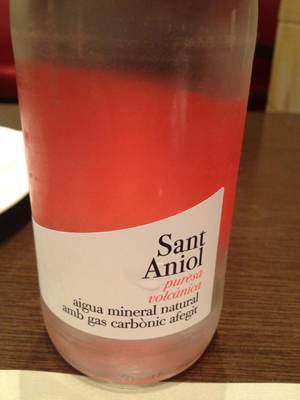 Sant
Aniol
puresa
volcànica
aigua mineral natural
amb gas carbònic afegit